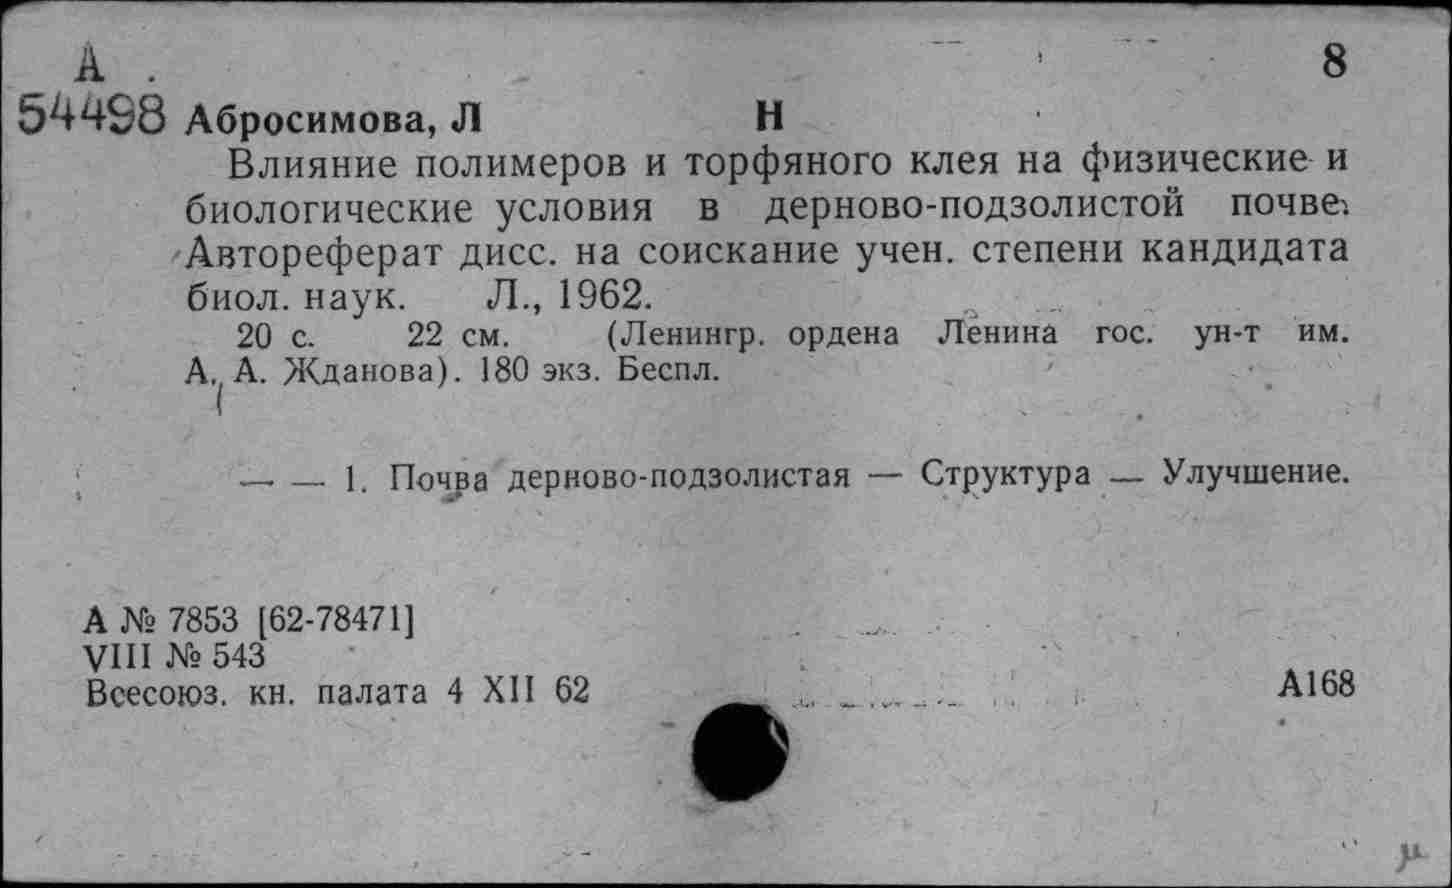 А 8
54498 Абросимова, Л Н
Влияние полимеров и торфяного клея на физические и
биологические условия в дерново-подзолистой почве.
Автореферат дисс. на соискание учен. степени кандидата
биол. наук. Л., 1962.
20 с. 22 см. (Ленингр. ордена Ленина гос. ун-т им.
А. А. Жданова). 180 экз. Беспл.
— — 1. Почва дерново-подзолистая — Структура — Улучшение.
А № 7853 [62-78471]
VIII № 543
Всесоюз. кн. палата 4 XII 62
А168